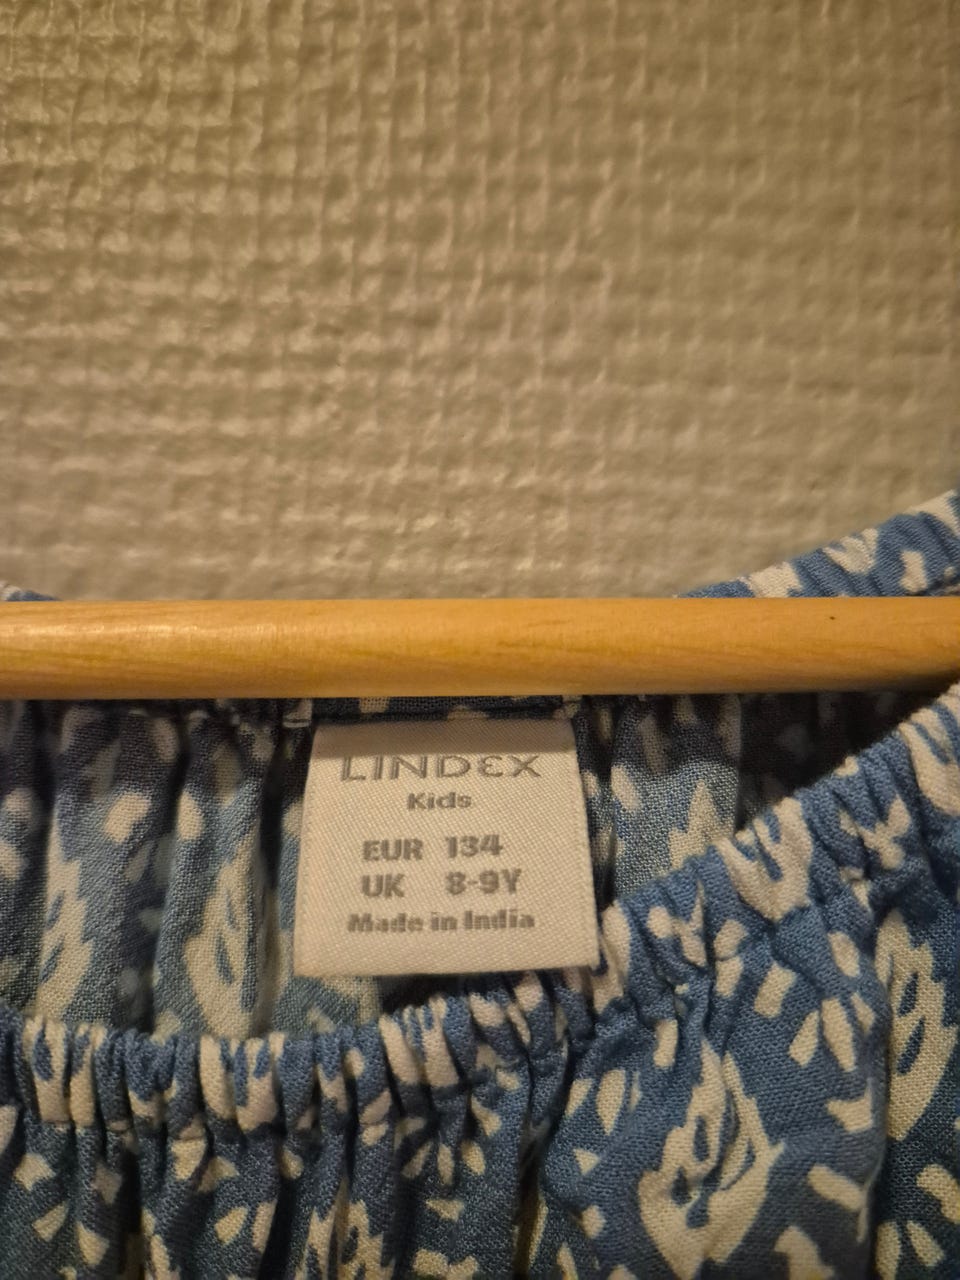 LINDEX
Kids
EUR 134
UK 8-9Y
Made in India